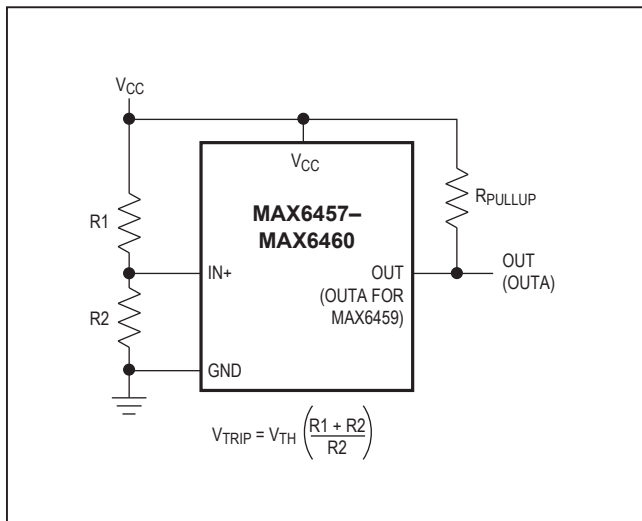 VCC
VCC
R1
MAX6457–
MAX6460
RPULLUP
IN+
OUT
OUT
(OUTA)
(OUTA FOR
MAX6459)
R2
GND
VTRIP = VTH (R1 + R2 / R2)